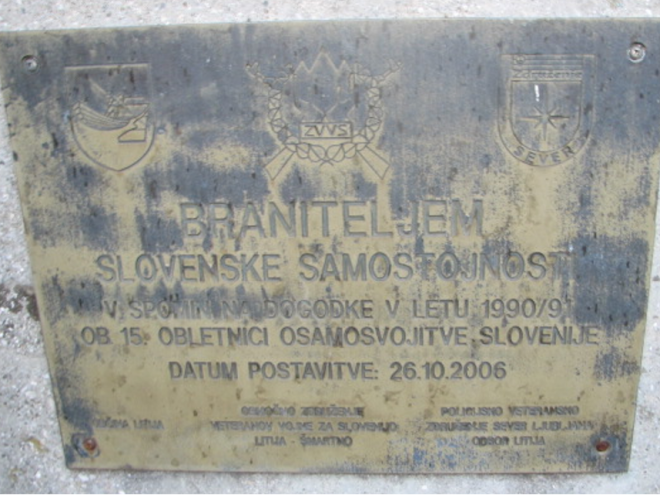 ZVVS
Združenje
SEVER
BRANITELJEM
SLOVENSKE SAMOSTOJNOSTI
V SPOMIN NA DOGODKE V LETU 1990/91
OB 15. OBLETNICI OSAMOSVOJITVE SLOVENIJE
DATUM POSTAVITVE: 26.10.2006
OBČINA LITIJA
OBMOČNO ZDRUŽENJE
VETERANOV VOJNE ZA SLOVENIJO
LITIJA - ŠMARTNO
POLICIJSKO VETERANSKO
ZDRUŽENJE SEVER LJUBLJANA
ODBOR LITIJA